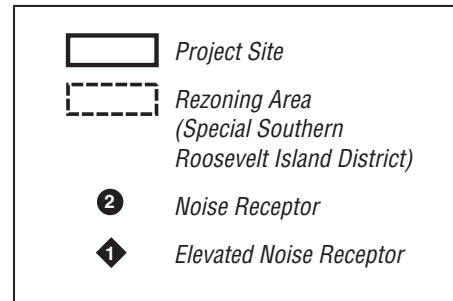 Project Site
Rezoning Area
(Special Southern
Roosevelt Island District)
2 Noise Receptor
1 Elevated Noise Receptor